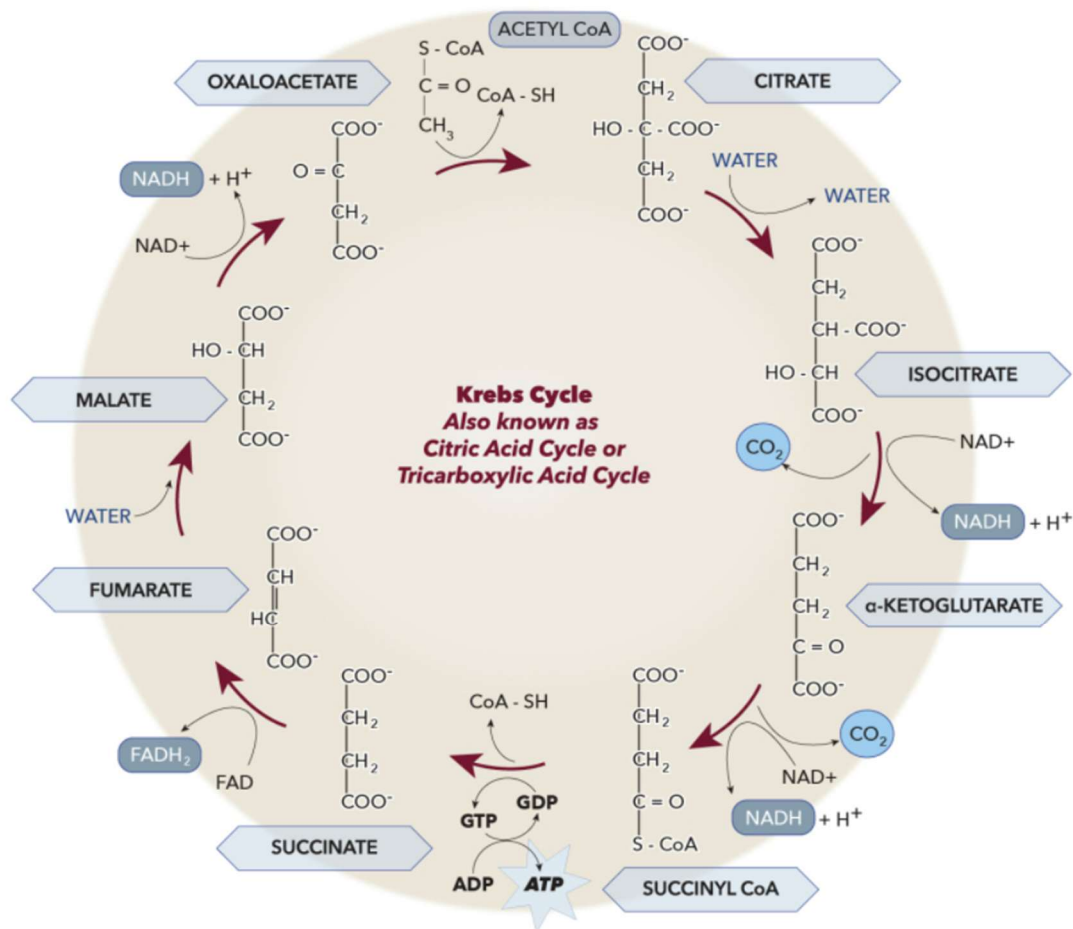 ACETYL CoA
S - CoA
C = O
CH₃
CoA - SH
OXALOACETATE
COO⁻
O = C
CH₂
COO⁻
CITRATE
COO⁻
CH₂
HO - C - COO⁻
CH₂
COO⁻
WATER
WATER
COO⁻
CH₂
CH - COO⁻
HO - CH
COO⁻
ISOCITRATE
CO₂
NAD+
NADH + H⁺
COO⁻
CH₂
CH₂
C = O
COO⁻
α-KETOGLUTARATE
CO₂
NAD+
NADH + H⁺
COO⁻
CH₂
CH₂
C = O
S - CoA
SUCCINYL CoA
CoA - SH
GDP
GTP
ADP
ATP
COO⁻
CH₂
CH₂
COO⁻
SUCCINATE
FAD
FADH₂
COO⁻
CH
HC
COO⁻
FUMARATE
WATER
COO⁻
HO - CH
CH₂
COO⁻
MALATE
NAD+
NADH + H⁺
Krebs Cycle
Also known as
Citric Acid Cycle or
Tricarboxylic Acid Cycle